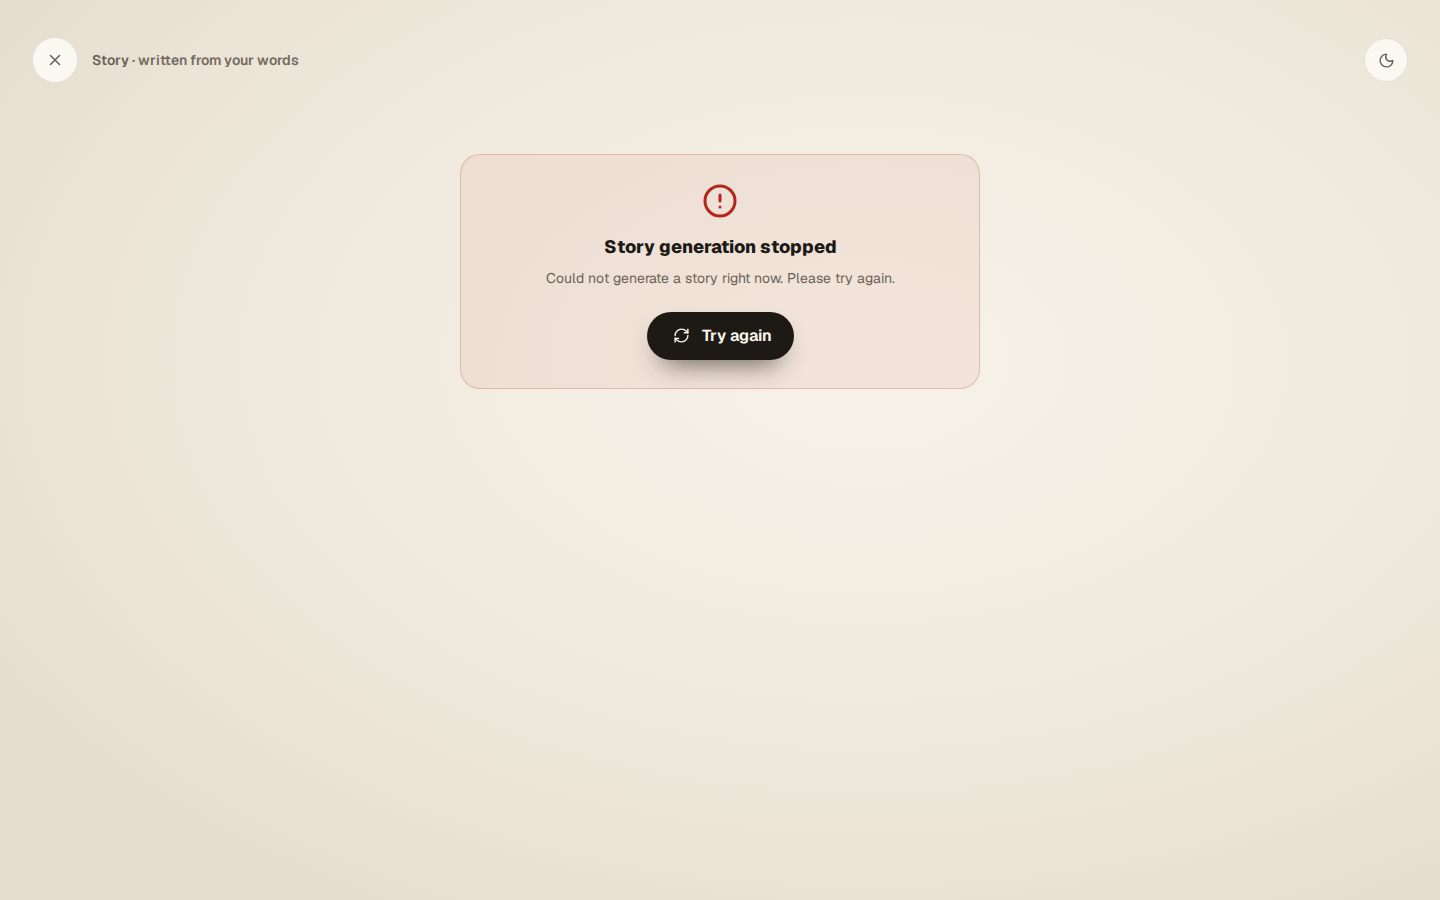 Story · written from your words
Story generation stopped
Could not generate a story right now. Please try again.
Try again